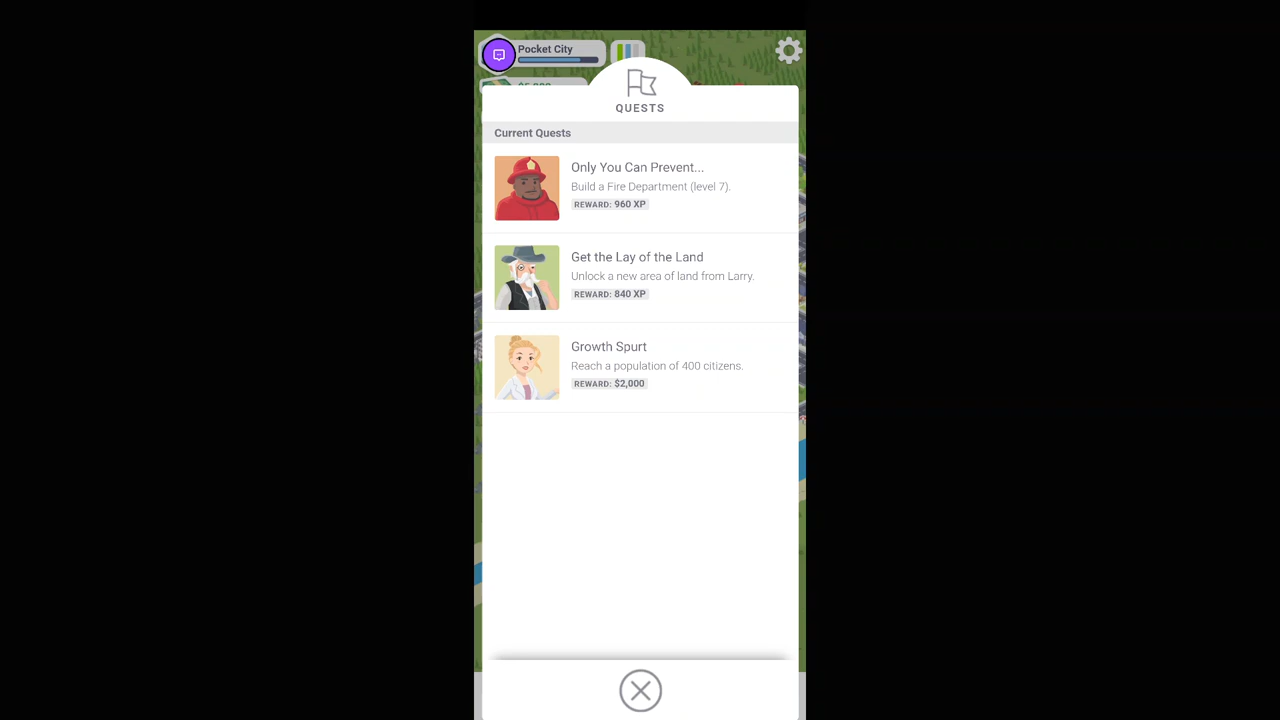 Pocket City
QUESTS
Current Quests
Only You Can Prevent...
Build a Fire Department (level 7).
REWARD: 960 XP
Get the Lay of the Land
Unlock a new area of land from Larry.
REWARD: 840 XP
Growth Spurt
Reach a population of 400 citizens.
REWARD: $2,000